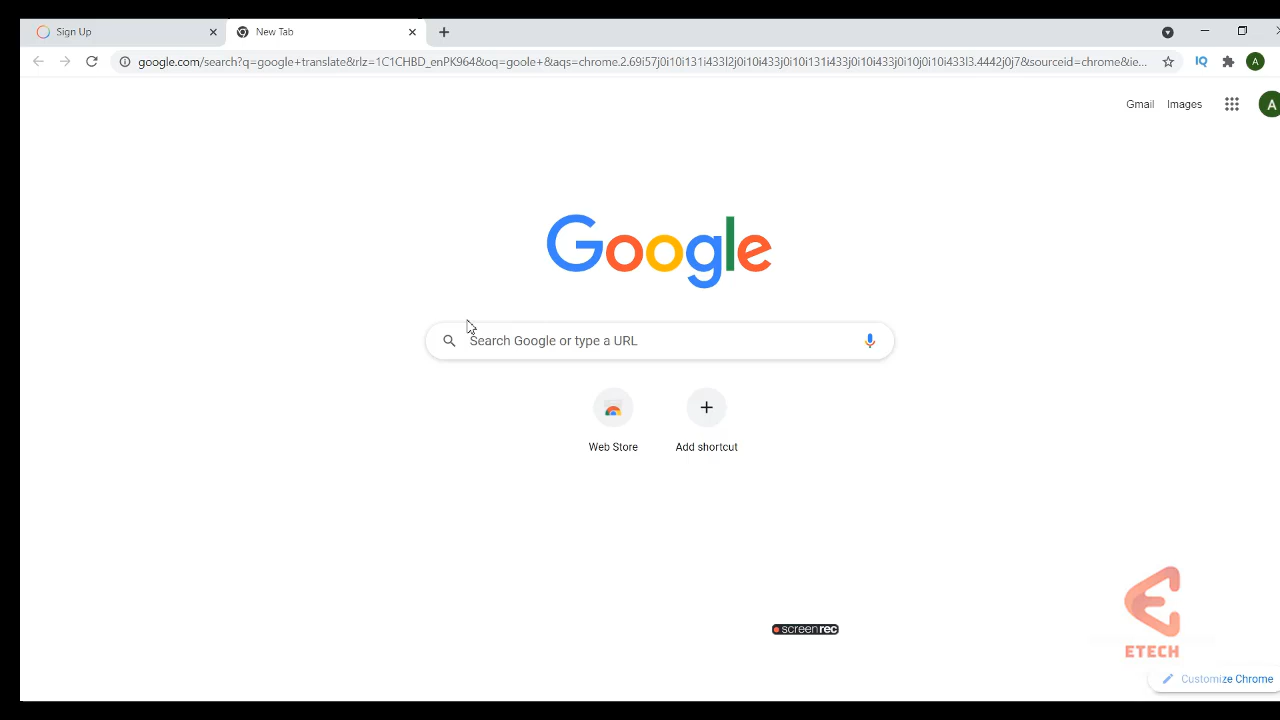 Sign Up
New Tab
google.com/search?q=google+translate&rlz=1C1CHBD_enPK964&oq=goole+&aqs=chrome.2.69i57j0i10i131i433l2j0i10i433j0i10i131i433j0i10i433j0i10j0i10i433l3.4442j0j7&sourceid=chrome&ie...
IQ
A
Gmail Images
A
Google
Search Google or type a URL
Web Store
Add shortcut
screenrec
ETECH
Customize Chrome